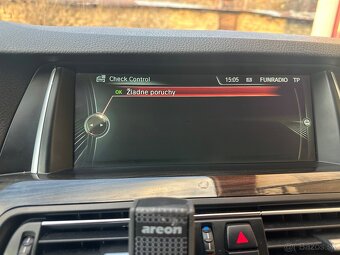 Check Control 15:05 FUNRADIO TP
OK Žiadne poruchy
areon